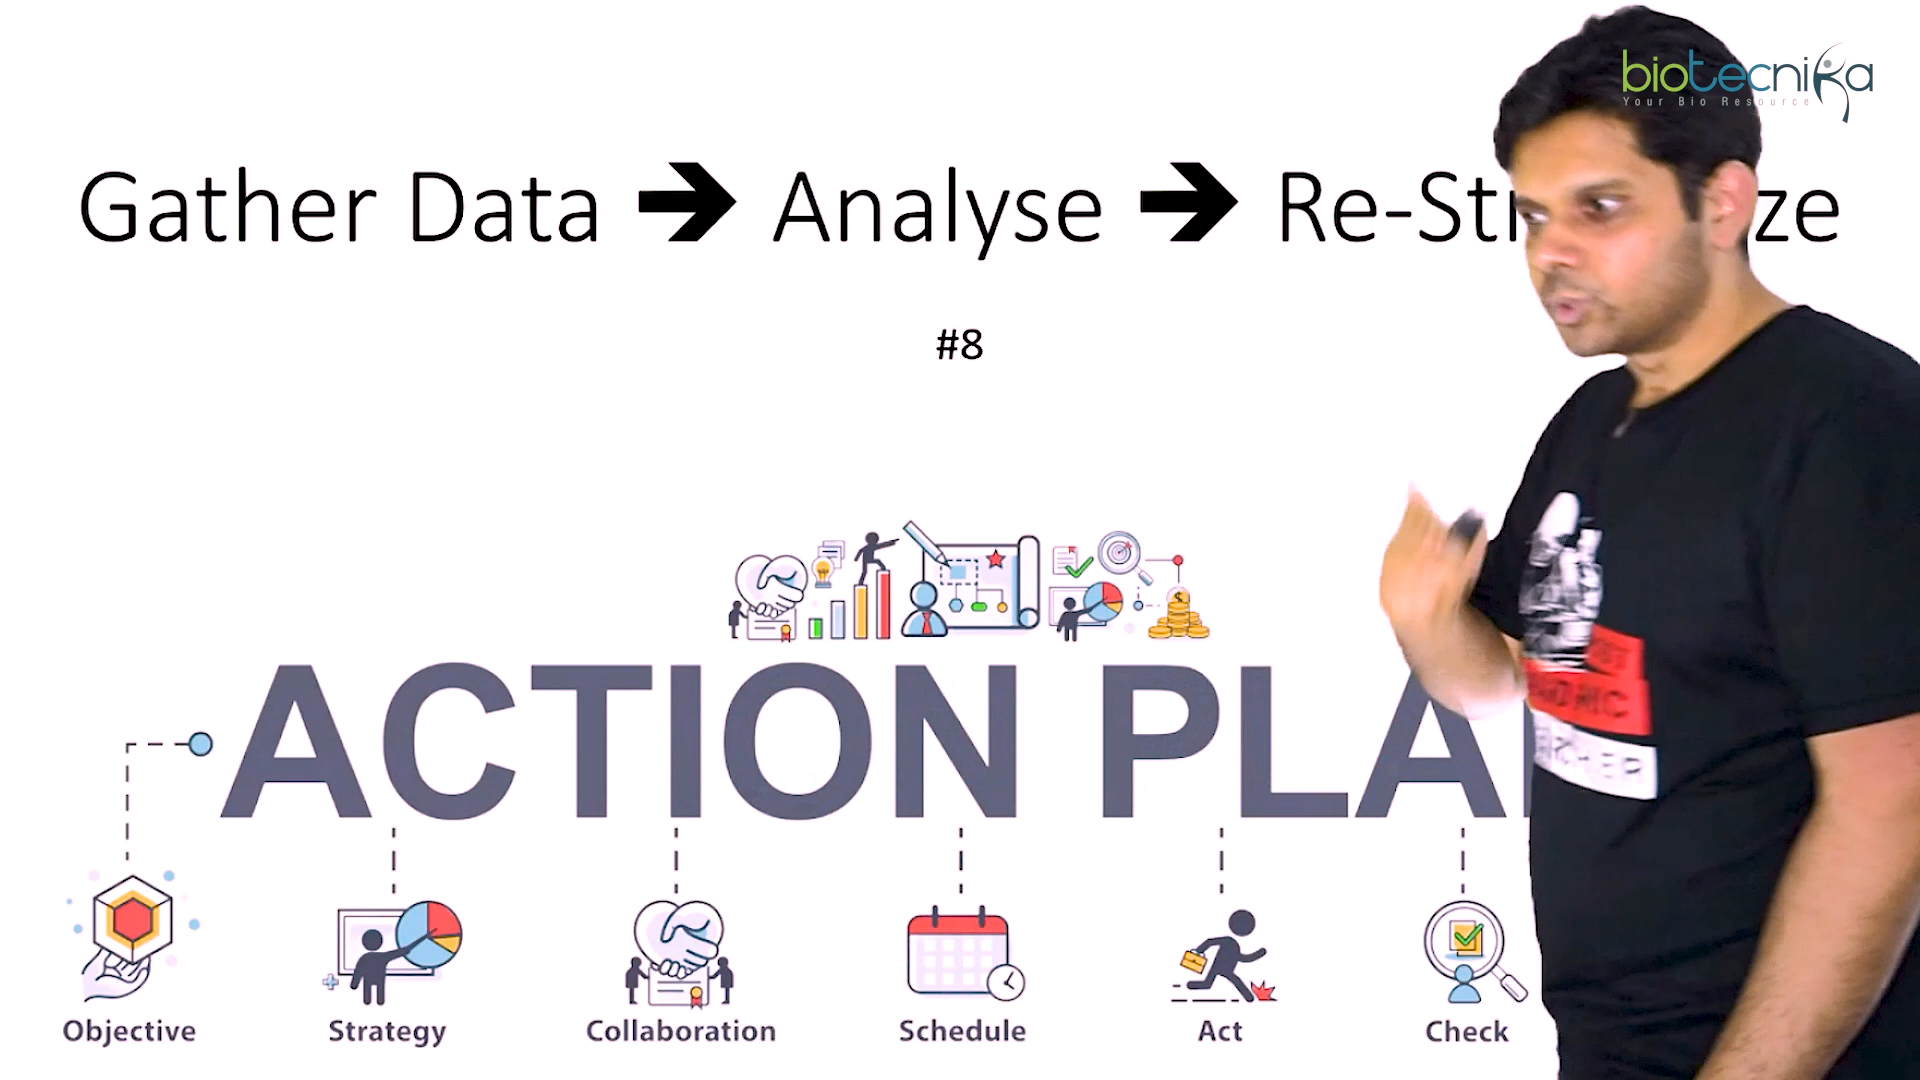 biotecnika
Your Bio Resource
Gather Data → Analyse → Re-St ze
#8
ACTION PLA
Objective Strategy Collaboration Schedule Act Check